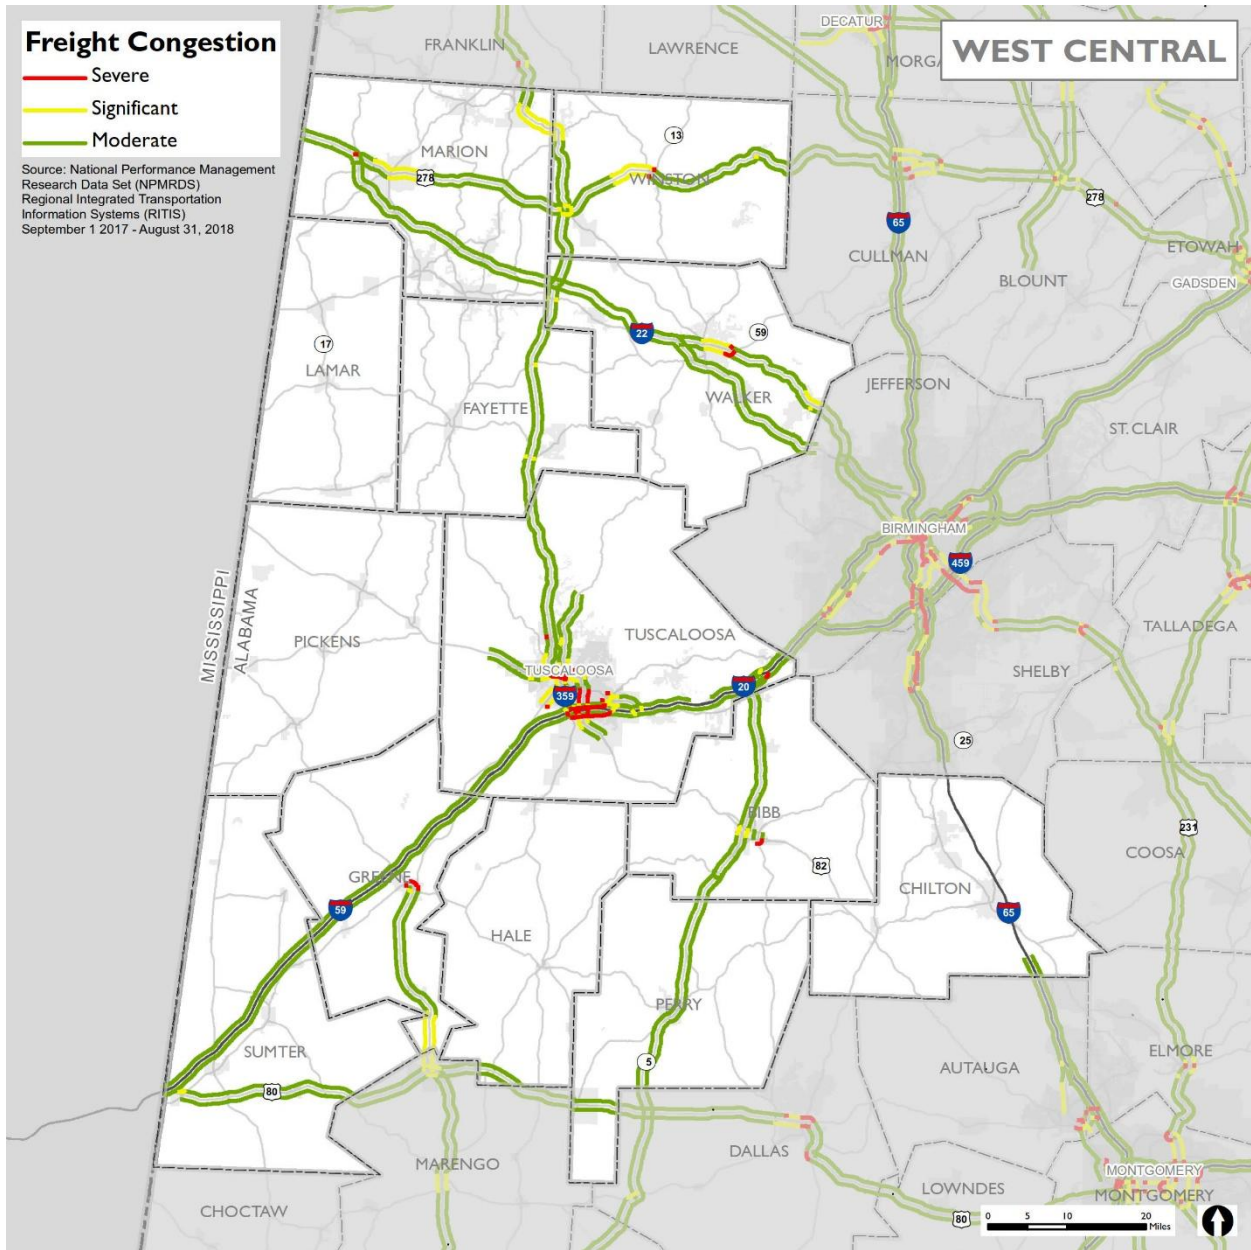 Freight Congestion
Severe
Significant
Moderate
Source: National Performance Management
Research Data Set (NPMRDS)
Regional Integrated Transportation
Information Systems (RITIS)
September 1 2017 - August 31, 2018
WEST CENTRAL
DECATUR
FRANKLIN
LAWRENCE
MORGA
13
MARION
278
WINSTON
278
65
CULLMAN
ETOWAH
BLOUNT
GADSDEN
22
59
17
LAMAR
JEFFERSON
WALKER
FAYETTE
ST. CLAIR
BIRMINGHAM
459
MISSISSIPPI
ALABAMA
PICKENS
TUSCALOOSA
TALLADEGA
TUSCALOOSA
SHELBY
20
359
25
BIBB
231
COOSA
82
GREENE
CHILTON
59
65
HALE
PERRY
SUMTER
ELMORE
5
AUTAUGA
80
DALLAS
MARENGO
MONTGOMERY
LOWNDES
MONTGOMERY
CHOCTAW
80
0 5 10 20
Miles